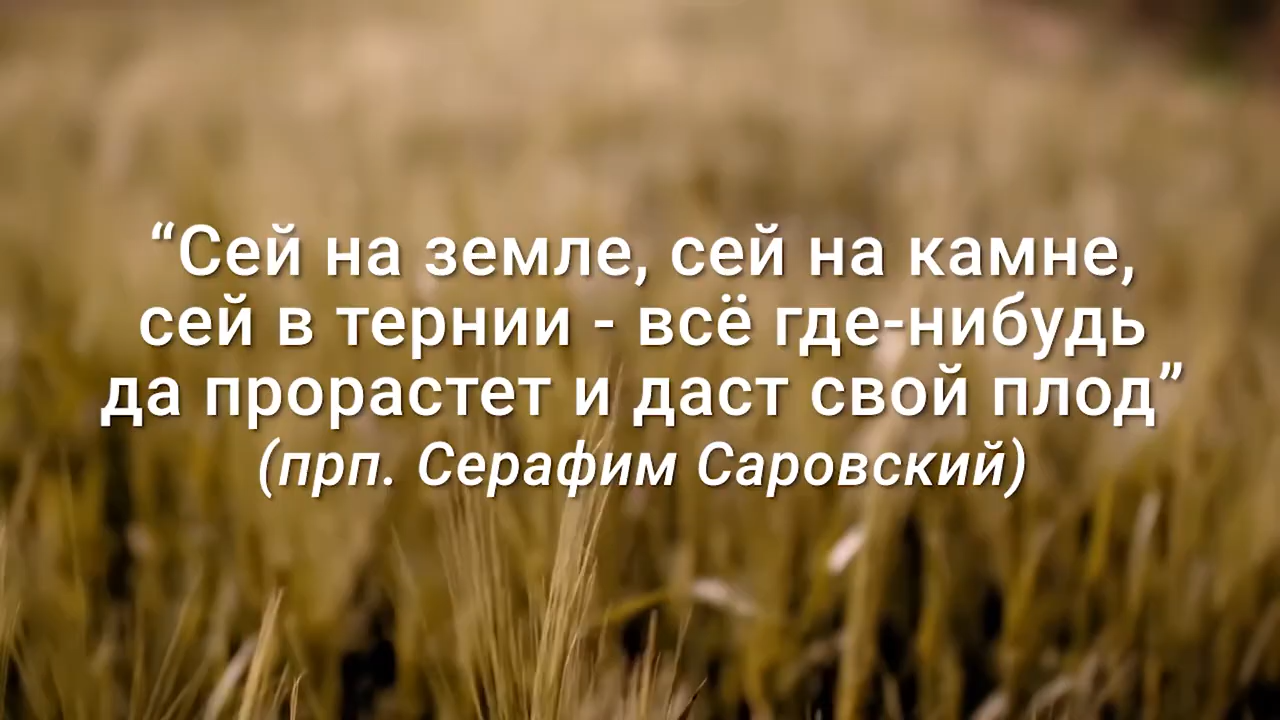 “Сей на земле, сей на камне,
сей в тернии - всё где-нибудь
да прорастет и даст свой плод”
(прп. Серафим Саровский)